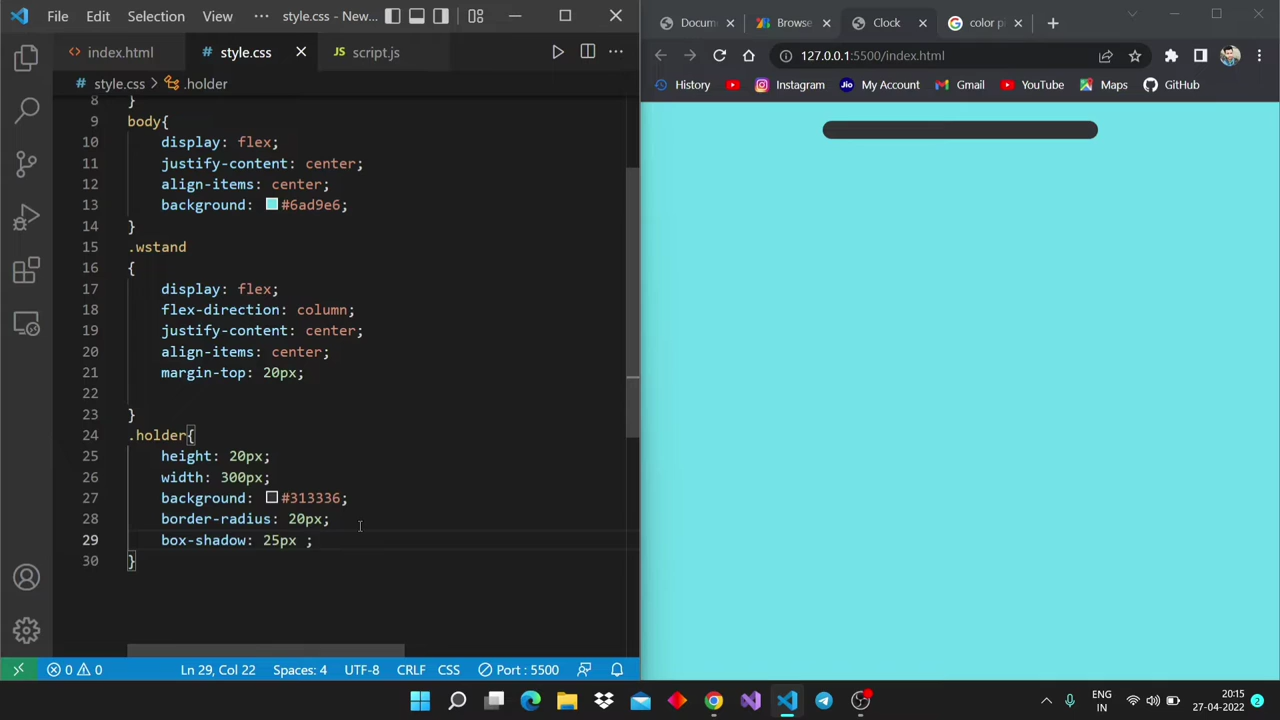 File Edit Selection View ··· style.css - New...
index.html style.css script.js ···
style.css > .holder
8 }
9 body{
10 display: flex;
11 justify-content: center;
12 align-items: center;
13 background: #6ad9e6;
14 }
15 .wstand
16 {
17 display: flex;
18 flex-direction: column;
19 justify-content: center;
20 align-items: center;
21 margin-top: 20px;
22
23 }
24 .holder{
25 height: 20px;
26 width: 300px;
27 background: #313336;
28 border-radius: 20px;
29 box-shadow: 25px ;
30 }
0 0 Ln 29, Col 22 Spaces: 4 UTF-8 CRLF CSS Port : 5500
Docum Browse Clock color pi
127.0.0.1:5500/index.html
History Instagram Jio My Account Gmail YouTube Maps GitHub
ENG
IN
20:15
27-04-2022
2